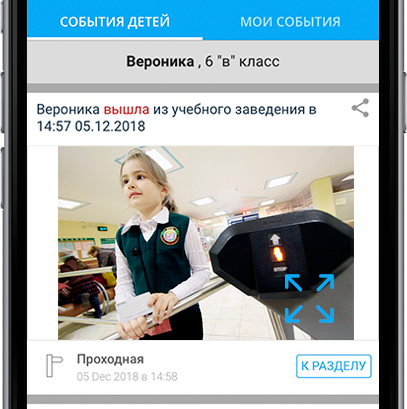 СОБЫТИЯ ДЕТЕЙ МОИ СОБЫТИЯ
Вероника , 6 "в" класс
Вероника вышла из учебного заведения в
14:57 05.12.2018
STOP
Проходная
05 Dec 2018 в 14:58
К РАЗДЕЛУ